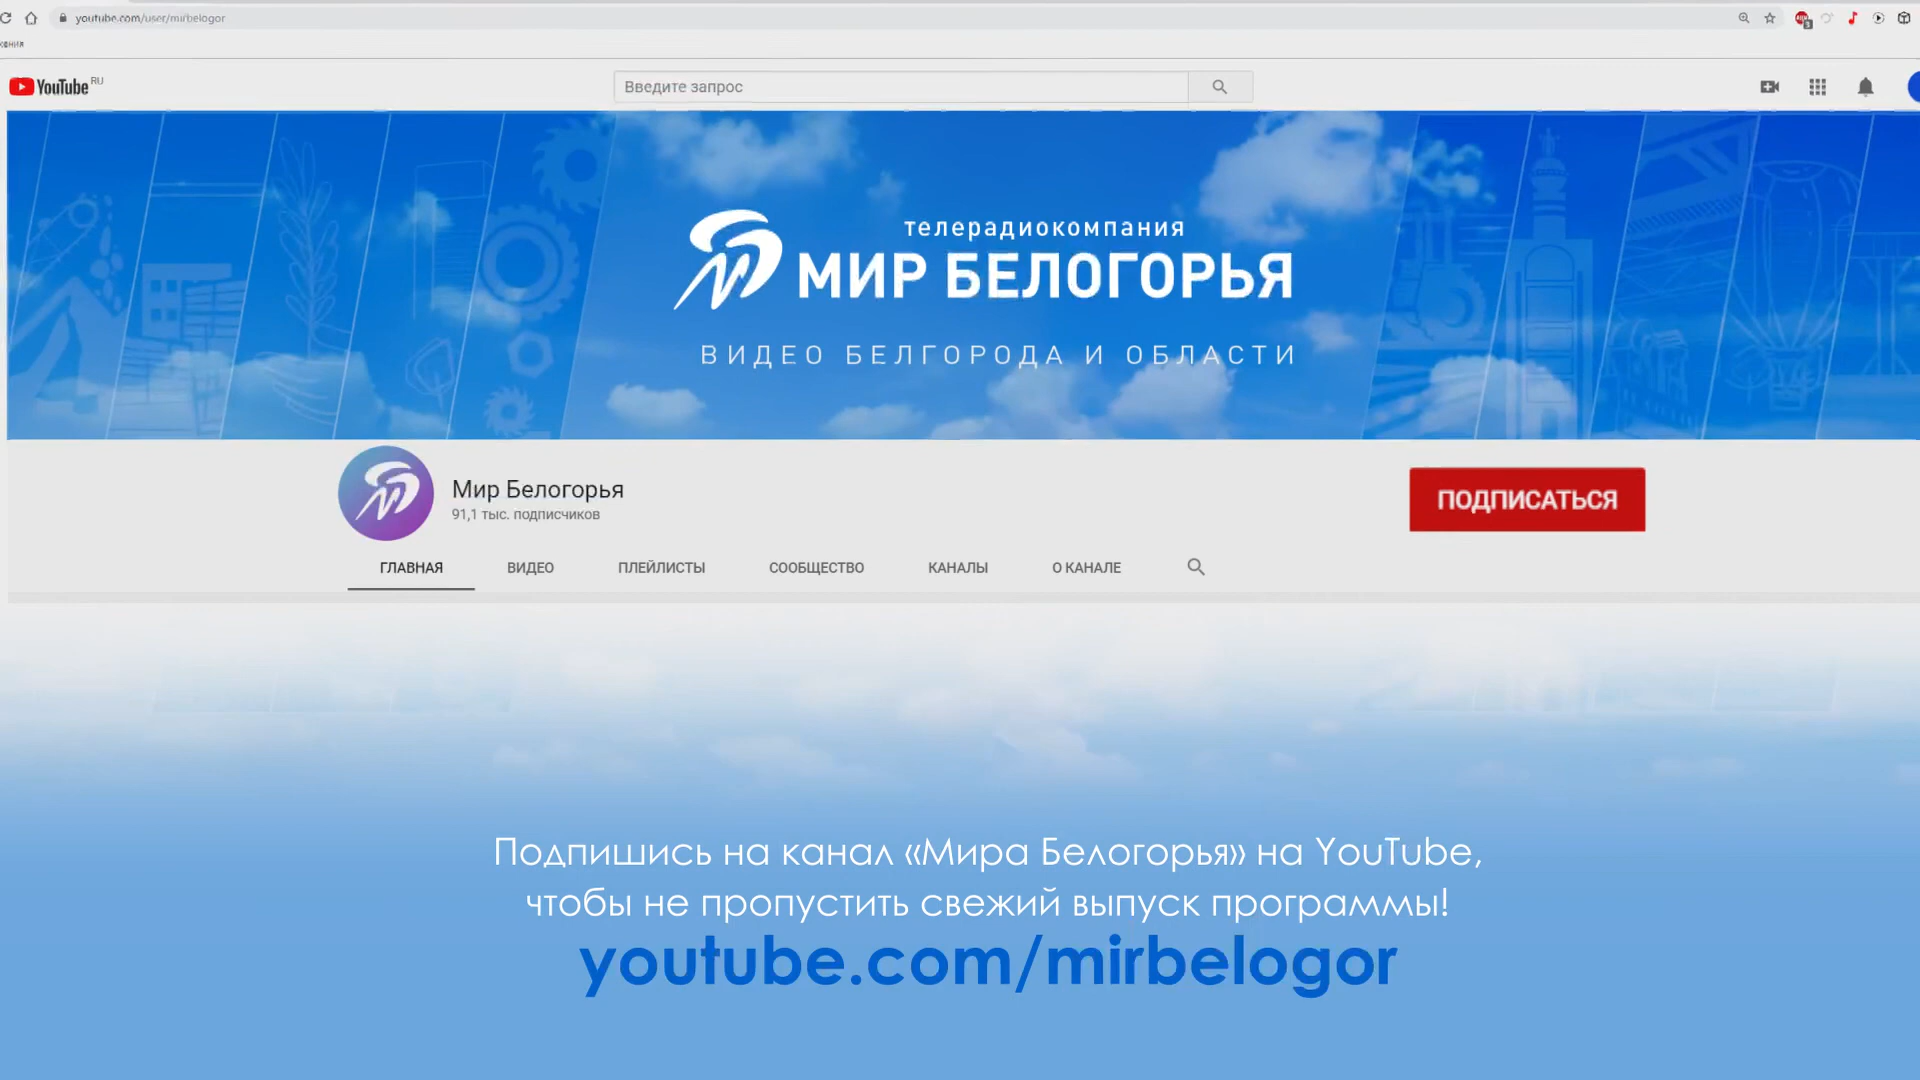 youtube.com/user/mirbelogor
YouTube RU
Введите запрос
телерадиокомпания
МИР БЕЛОГОРЬЯ
ВИДЕО БЕЛГОРОДА И ОБЛАСТИ
Мир Белогорья
91,1 тыс. подписчиков
ПОДПИСАТЬСЯ
ГЛАВНАЯ ВИДЕО ПЛЕЙЛИСТЫ СООБЩЕСТВО КАНАЛЫ О КАНАЛЕ
Подпишись на канал «Мира Белогорья» на YouTube,
чтобы не пропустить свежий выпуск программы!
youtube.com/mirbelogor